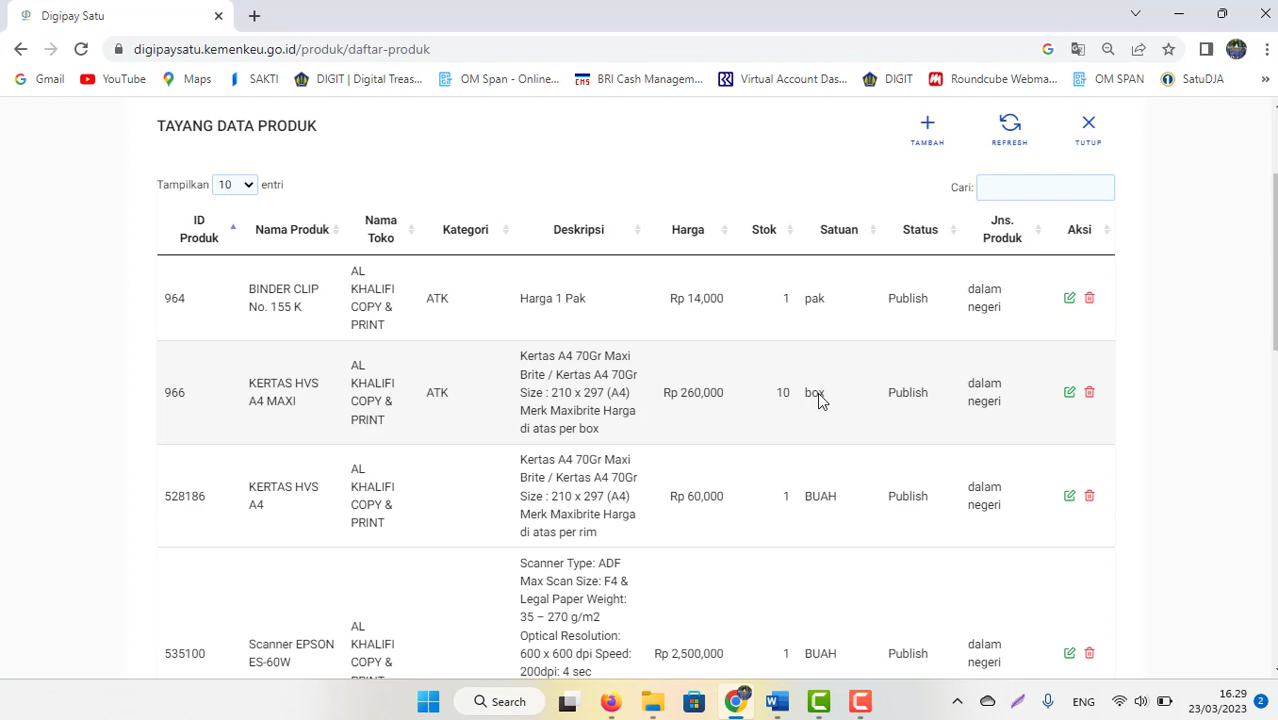 Digipay Satu
digipaysatu.kemenkeu.go.id/produk/daftar-produk
Gmail YouTube Maps SAKTI DIGIT | Digital Treas... OM Span - Online... BRI Cash Managem... Virtual Account Das... DIGIT Roundcube Webma... OM SPAN SatuDJA
TAYANG DATA PRODUK
TAMBAH REFRESH TUTUP
Tampilkan 10 entri Cari:
ID Produk Nama Produk Nama Toko Kategori Deskripsi Harga Stok Satuan Status Jns. Produk Aksi
964 BINDER CLIP No. 155 K AL KHALIFI COPY & PRINT ATK Harga 1 Pak Rp 14,000 1 pak Publish dalam negeri
966 KERTAS HVS A4 MAXI AL KHALIFI COPY & PRINT ATK Kertas A4 70Gr Maxi Brite / Kertas A4 70Gr Size : 210 x 297 (A4) Merk Maxibrite Harga di atas per box Rp 260,000 10 box Publish dalam negeri
528186 KERTAS HVS A4 AL KHALIFI COPY & PRINT Kertas A4 70Gr Maxi Brite / Kertas A4 70Gr Size : 210 x 297 (A4) Merk Maxibrite Harga di atas per rim Rp 60,000 1 BUAH Publish dalam negeri
535100 Scanner EPSON ES-60W AL KHALIFI COPY & PRINT Scanner Type: ADF Max Scan Size: F4 & Legal Paper Weight: 35 – 270 g/m2 Optical Resolution: 600 x 600 dpi Speed: 200dpi: 4 sec Rp 2,500,000 1 BUAH Publish dalam negeri
Search ENG 16.29
23/03/2023 2